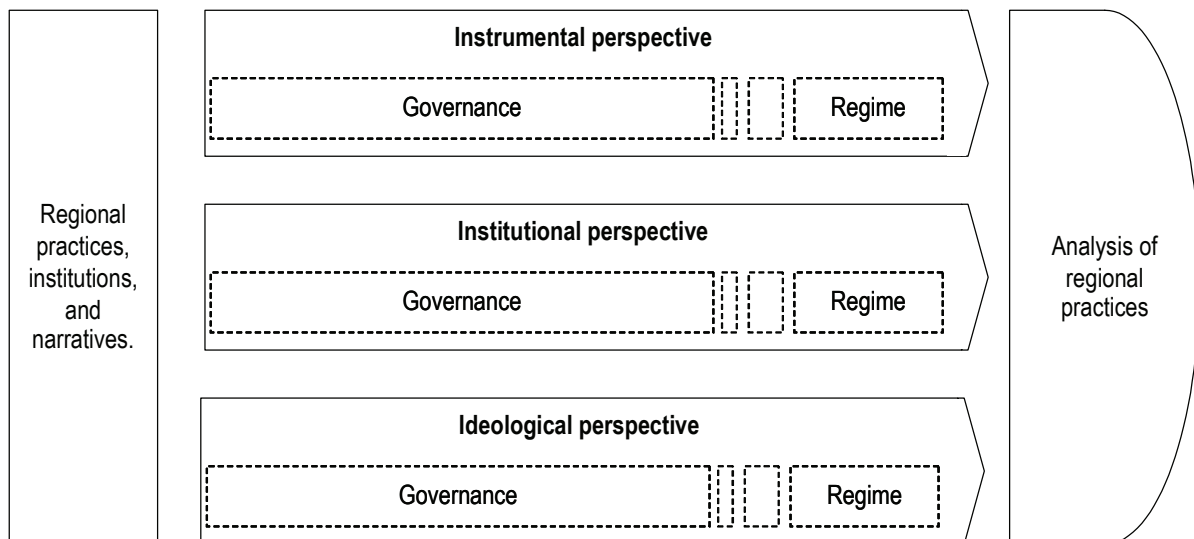 Regional
practices,
institutions,
and
narratives.
Instrumental perspective
Governance
Regime
Institutional perspective
Governance
Regime
Ideological perspective
Governance
Regime
Analysis of
regional
practices